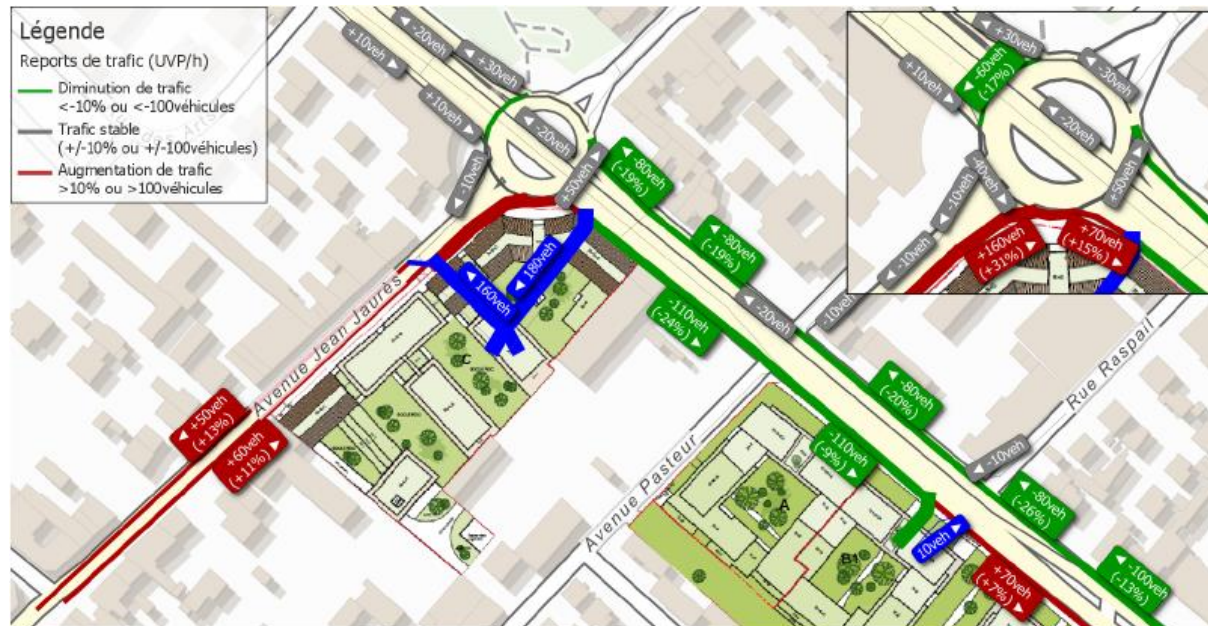 Légende
Reports de trafic (UVP/h)
Diminution de trafic
<-10% ou <-100véhicules
Trafic stable
(+/-10% ou +/-100véhicules)
Augmentation de trafic
>10% ou >100véhicules
◄ -20veh
+10veh ►
◄ +30veh
◄ -20veh
◄ -10veh
+50veh ►
◄ -80veh
(-19%)
◄ -80veh
(-19%)
◄ 160veh
◄ 180veh
-110veh
(-24%) ►
◄ -20veh
Avenue Jean Jaurès
◄ +50veh
(+13%)
+60veh
(+11%) ►
C
Avenue Pasteur
-110veh
(-9%) ►
◄ -80veh
(-20%)
Rue Raspail
◄ -10veh
◄ -80veh
(-26%)
◄ -100veh
(-13%)
A
B1
10veh ►
+70veh
(+7%) ►
◄ +30veh
◄ -60veh
(-17%)
+10veh ►
◄ -30veh
◄ -20veh
-40veh
◄ -10veh
+50veh ►
+160veh
(+31%) ►
+70veh
(+15%) ►
◄ -10veh
-10veh